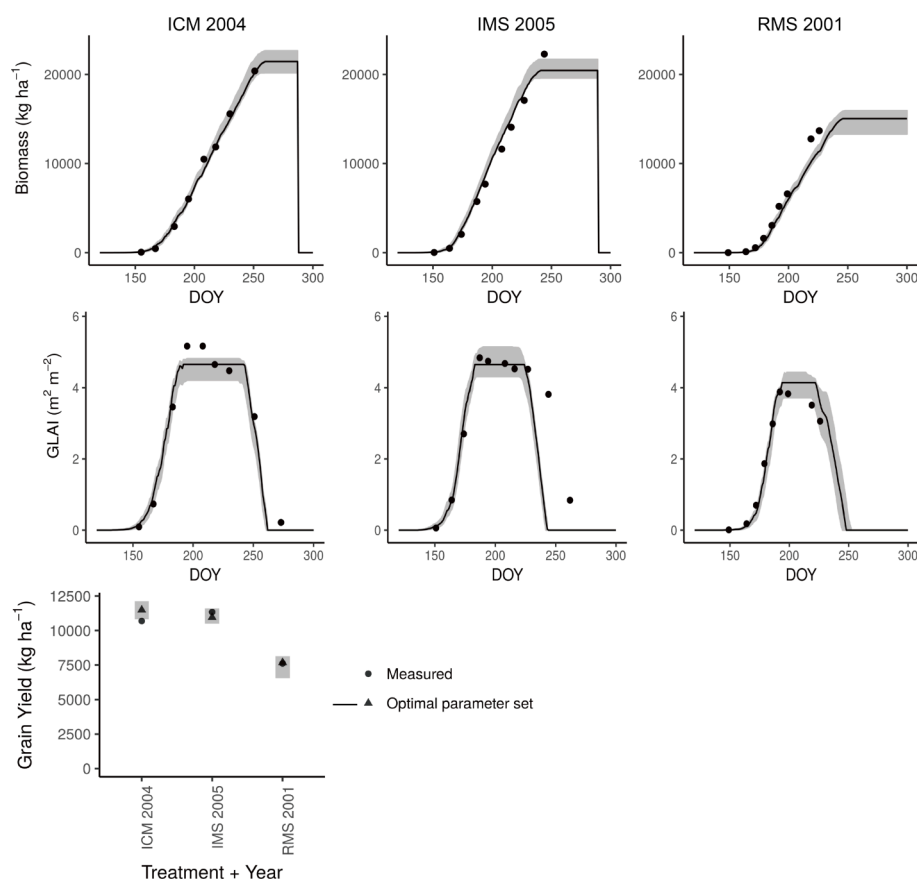 ICM 2004 IMS 2005 RMS 2001
Biomass (kg ha⁻¹)
20000
10000
0
100 150 200 250 300
DOY
20000
10000
0
100 150 200 250 300
DOY
20000
10000
0
100 150 200 250 300
DOY
GLAI (m² m⁻²)
6
4
2
0
150 200 250 300
DOY
6
4
2
0
150 200 250 300
DOY
6
4
2
0
150 200 250 300
DOY
Grain Yield (kg ha⁻¹)
12500
10000
7500
5000
2500
0
ICM 2004
IMS 2005
RMS 2001
Treatment + Year
Measured
Optimal parameter set